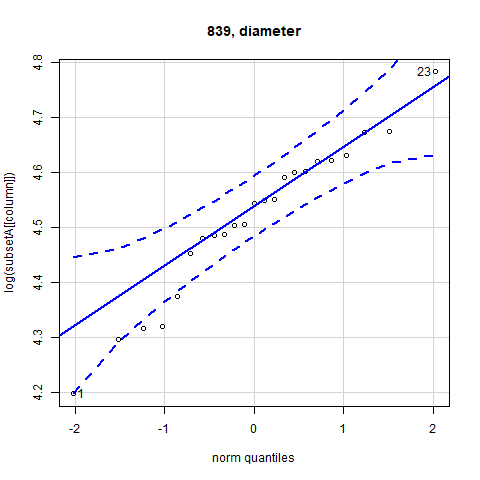 839, diameter
log(subsetA[[column]])
4.8
4.7
4.6
4.5
4.4
4.3
4.2
23
1
-2 -1 0 1 2
norm quantiles